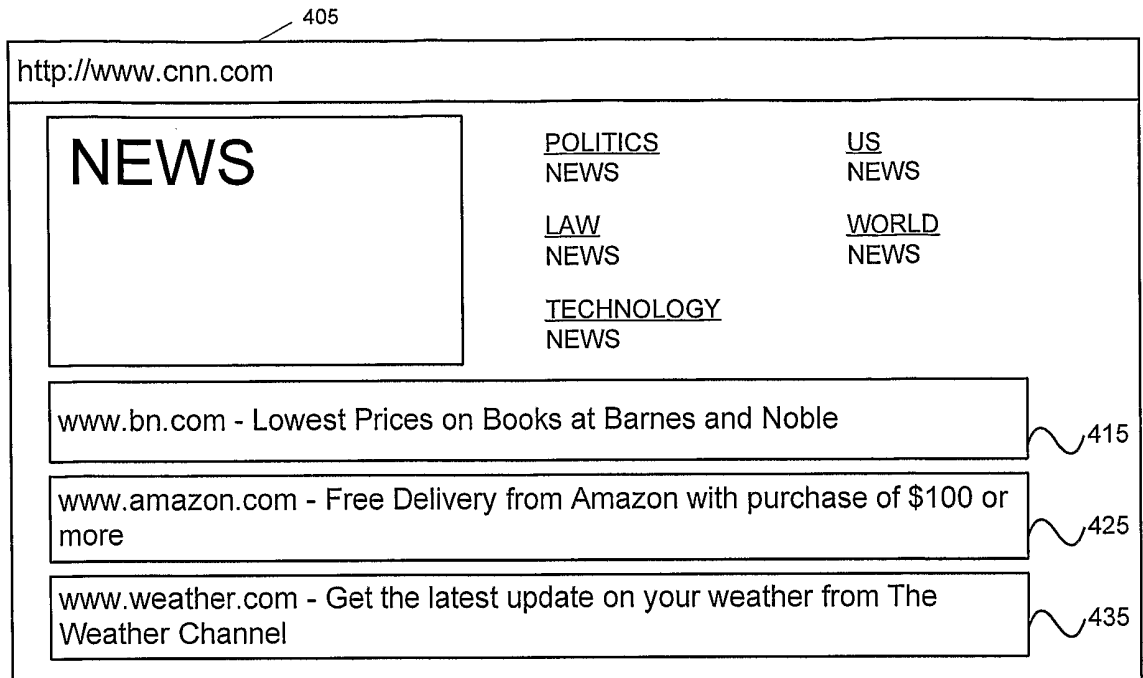 405
http://www.cnn.com
NEWS
POLITICS
NEWS
US
NEWS
LAW
NEWS
WORLD
NEWS
TECHNOLOGY
NEWS
www.bn.com - Lowest Prices on Books at Barnes and Noble
415
www.amazon.com - Free Delivery from Amazon with purchase of $100 or
more
425
www.weather.com - Get the latest update on your weather from The
Weather Channel
435